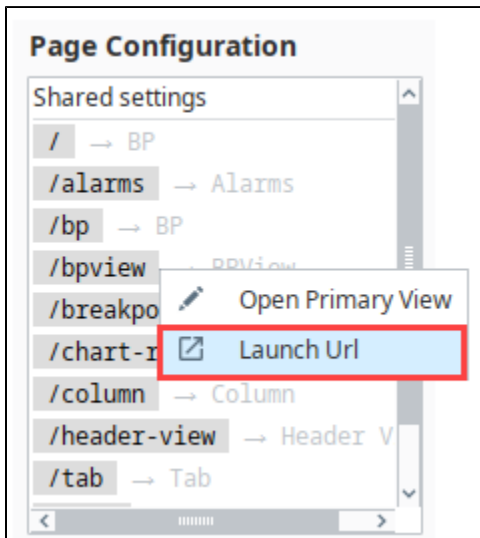 Page Configuration
Shared settings
/ → BP
/alarms → Alarms
/bp → BP
/bpview → BPView
/breakpo Open Primary View
/chart-r Launch Url
/column → Column
/header-view → Header V
/tab → Tab